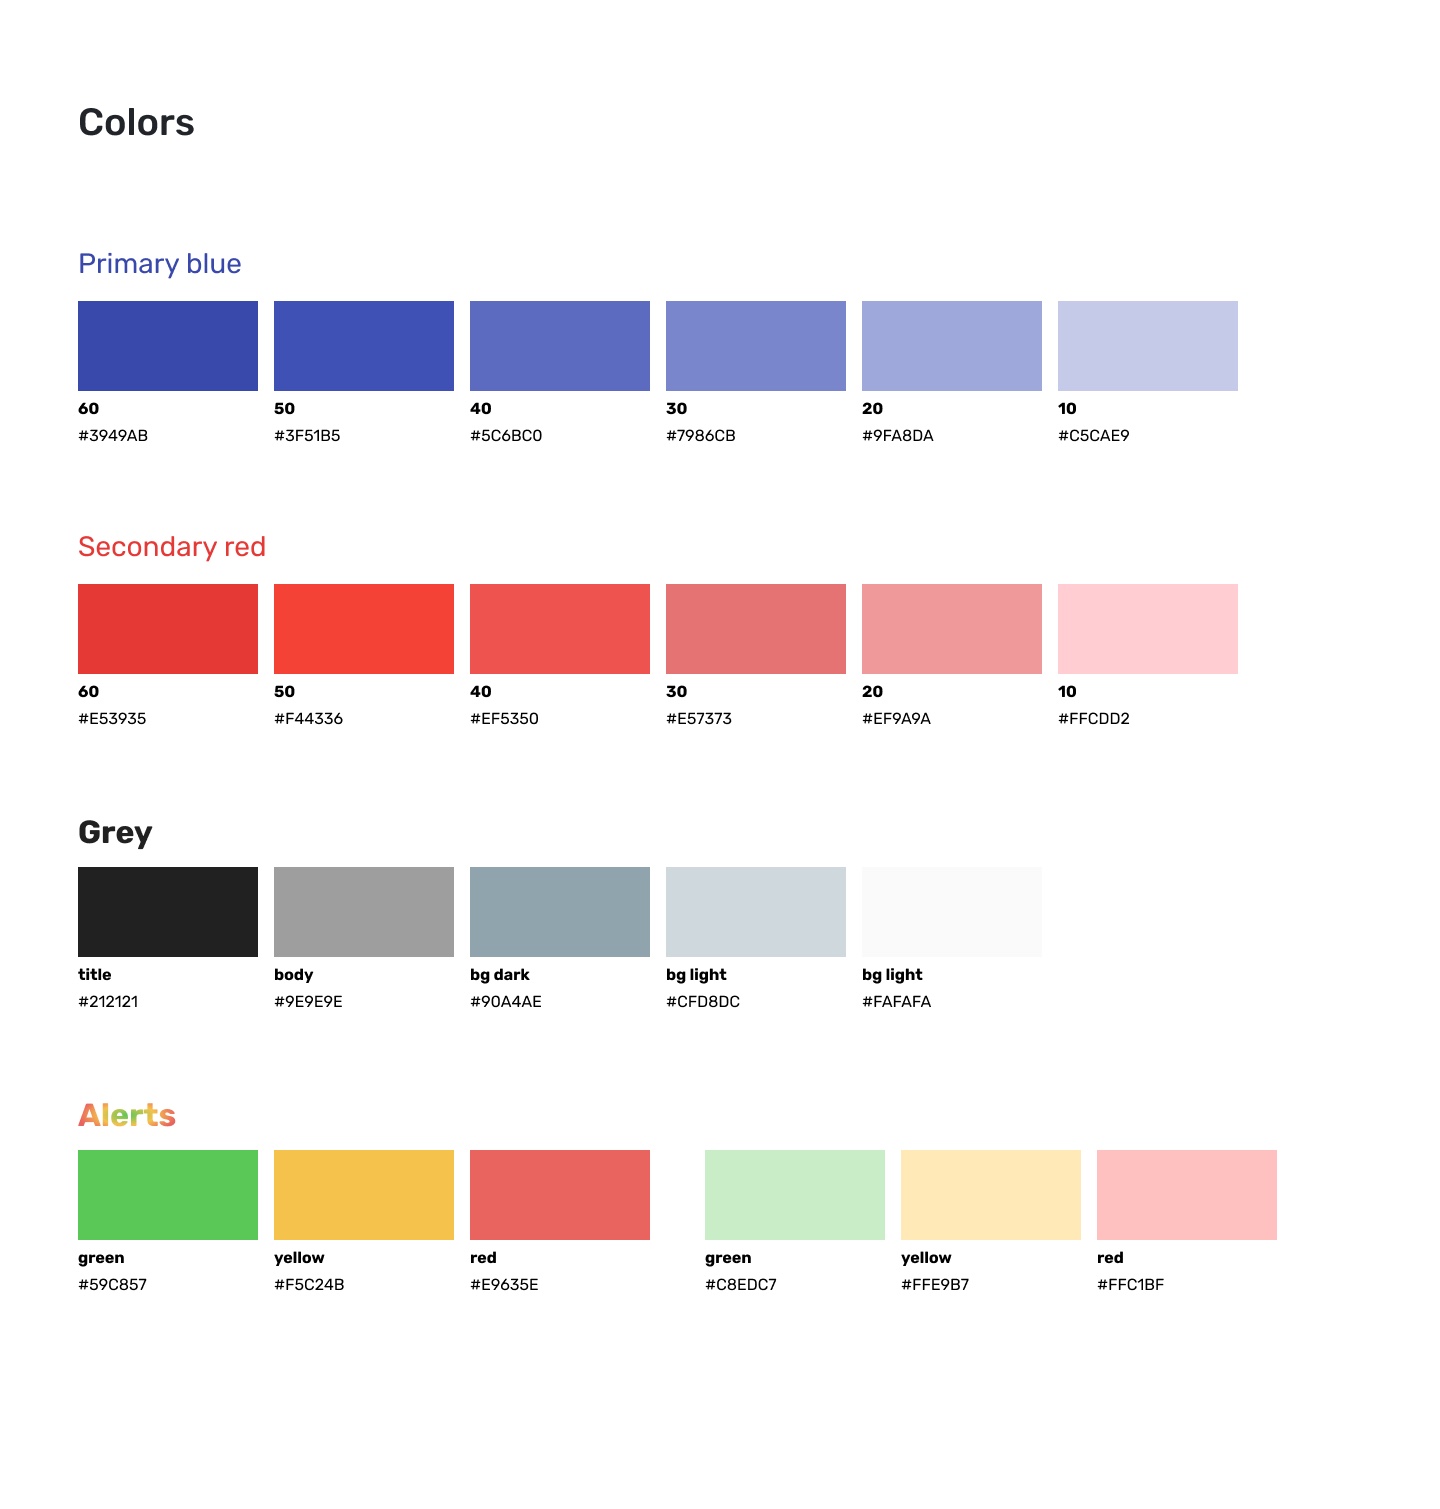 Colors
Primary blue
60 50 40 30 20 10
#3949AB #3F51B5 #5C6BC0 #7986CB #9FA8DA #C5CAE9
Secondary red
60 50 40 30 20 10
#E53935 #F44336 #EF5350 #E57373 #EF9A9A #FFCDD2
Grey
title body bg dark bg light bg light
#212121 #9E9E9E #90A4AE #CFD8DC #FAFAFA
Alerts
green yellow red green yellow red
#59C857 #F5C24B #E9635E #C8EDC7 #FFE9B7 #FFC1BF